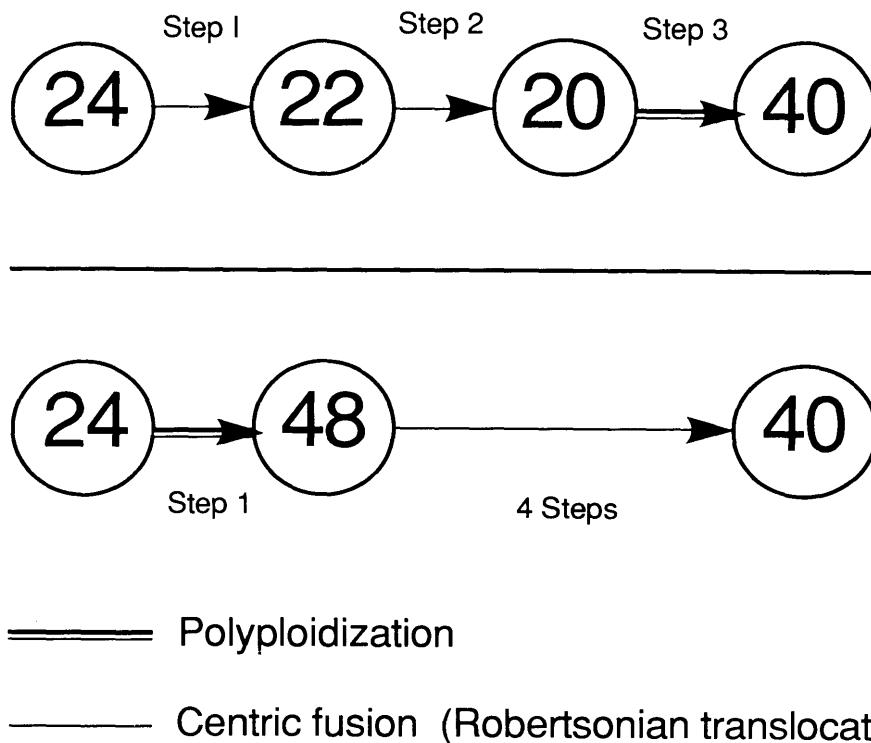 Step I Step 2 Step 3
24 22 20 40
24 48 40
Step 1 4 Steps
Polyploidization
Centric fusion (Robertsonian translocat